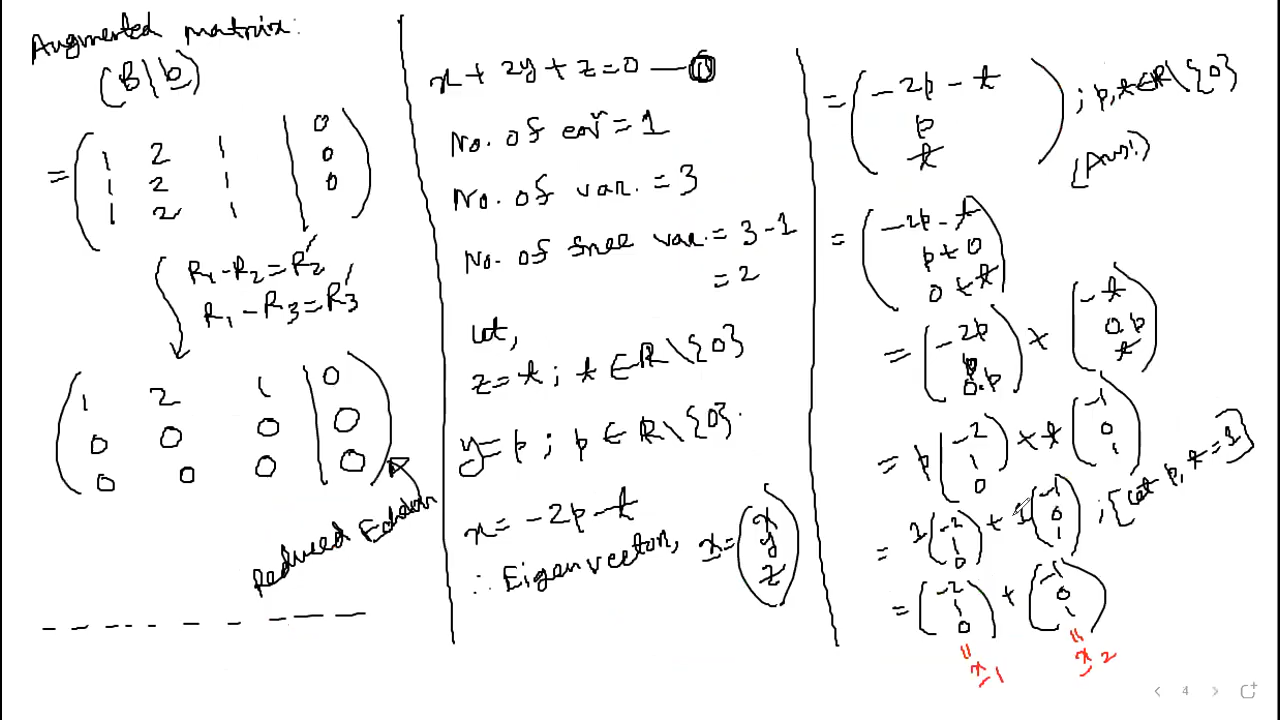 Augmented matrix:
(B|b)
= (1 2 1 | 0
1 2 1 | 0
1 2 1 | 0)
R₁-R₂=R₂′
R₁-R₃=R₃′
(1 2 1 | 0
0 0 0 | 0
0 0 0 | 0)
Reduced Echelon
x + 2y + z = 0 — ①
No. of eqⁿ = 1
No. of var. = 3
No. of free var. = 3-1
= 2
Let,
z = t ; t ∈ R\{0}
y = p ; p ∈ R\{0}.
x = -2p - t
∴ Eigenvector, x = (x
y
z)
= (-2p - t
p
t) ; p, t ∈ R\{0}
[Ans!)
= (-2p - t
p + 0
0 + t)
= (-2p
p
0.p) + (-t
0.p
t)
= p(-2
1
0) + t(-1
0
1)
= 1(-2
1
0) + 1(-1
0
1) ; [Let p, t = 1]
= (-2
1
0) + (-1
0
1)
=
x₁
=
x₂
4